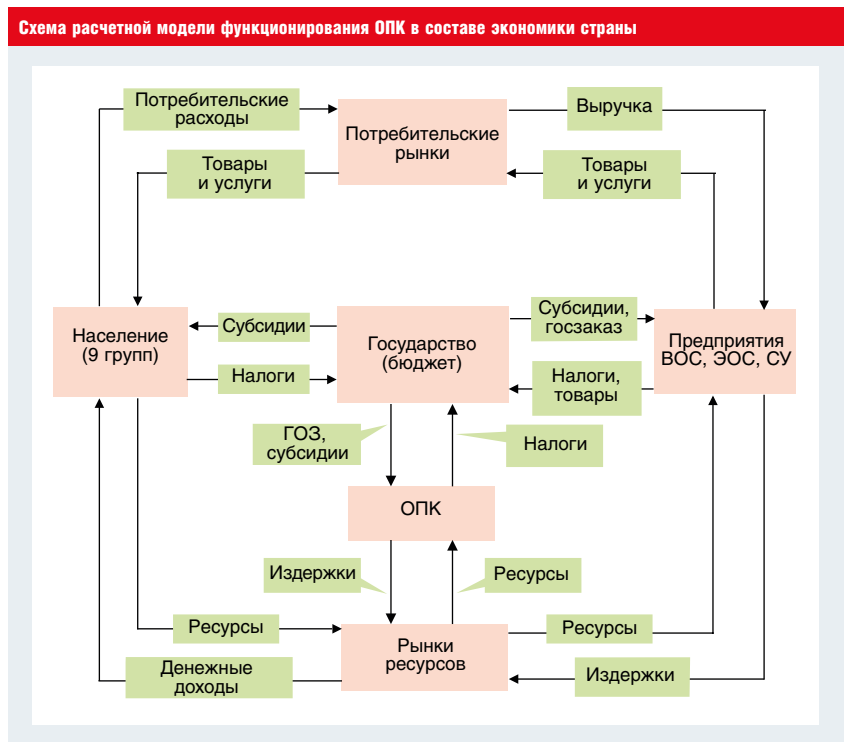 Схема расчетной модели функционирования ОПК в составе экономики страны
Потребительские
расходы
Потребительские
рынки
Выручка
Товары
и услуги
Товары
и услуги
Население
(9 групп)
Субсидии
Налоги
Государство
(бюджет)
Субсидии,
госзаказ
Налоги,
товары
Предприятия
ВОС, ЭОС, СУ
ГОЗ,
субсидии
Налоги
ОПК
Издержки
Ресурсы
Ресурсы
Рынки
ресурсов
Ресурсы
Денежные
доходы
Издержки